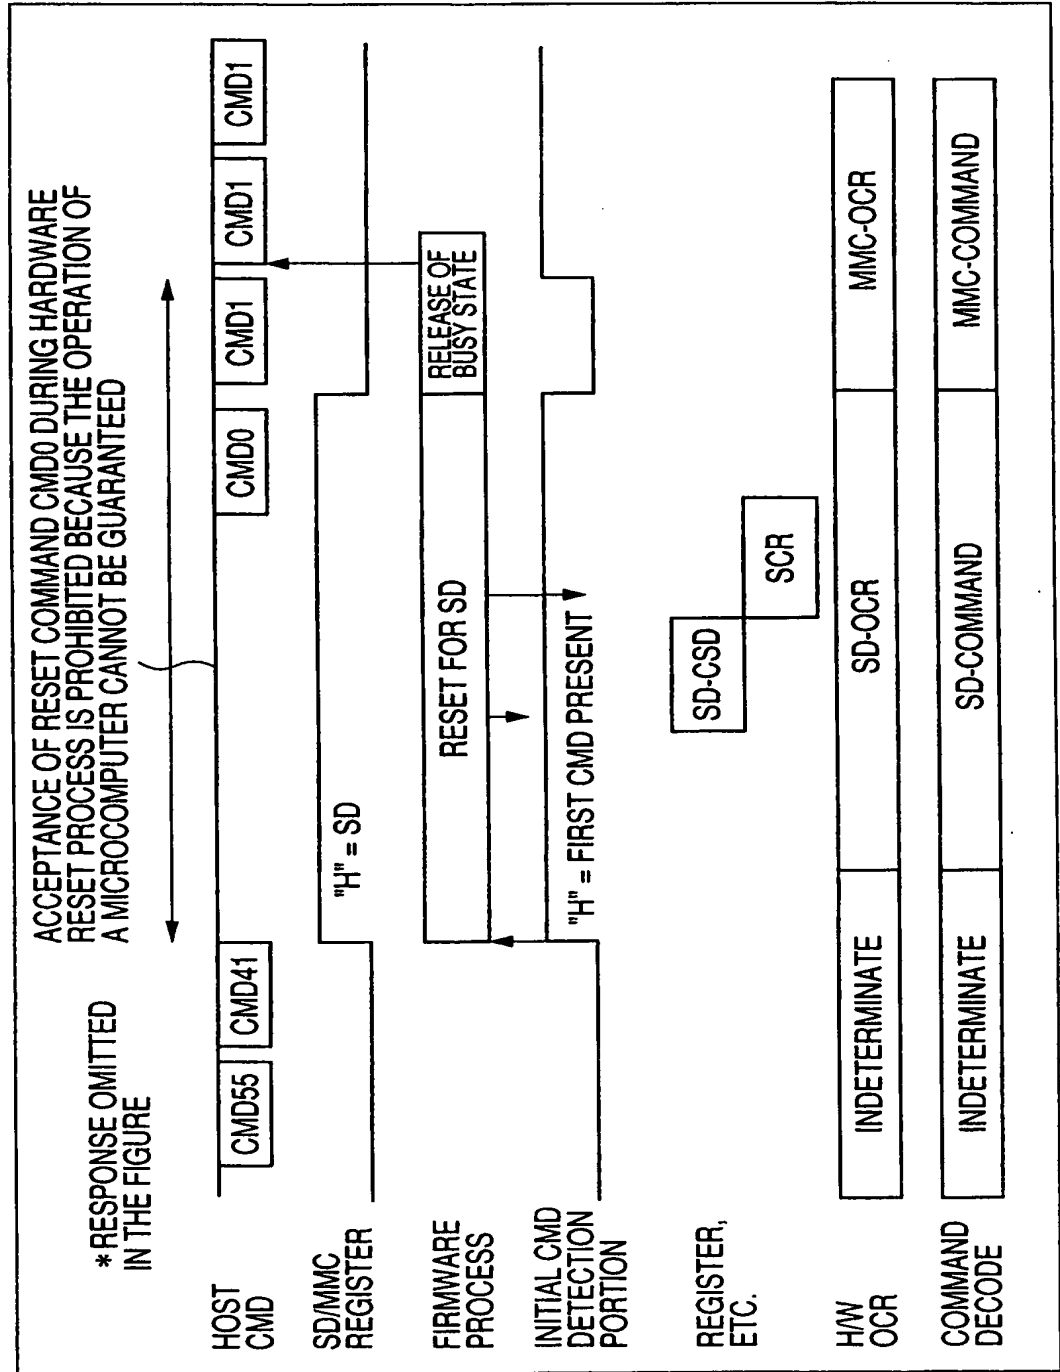 ACCEPTANCE OF RESET COMMAND CMD0 DURING HARDWARE
RESET PROCESS IS PROHIBITED BECAUSE THE OPERATION OF
A MICROCOMPUTER CANNOT BE GUARANTEED
*RESPONSE OMITTED
IN THE FIGURE
HOST
CMD
CMD55
CMD41
CMD0
CMD1
CMD1
CMD1
SD/MMC
REGISTER
"H" = SD
FIRMWARE
PROCESS
RESET FOR SD
RELEASE OF
BUSY STATE
INITIAL CMD
DETECTION
PORTION
"H" = FIRST CMD PRESENT
REGISTER,
ETC.
SD-CSD
SCR
H/W
OCR
INDETERMINATE
SD-OCR
MMC-OCR
COMMAND
DECODE
INDETERMINATE
SD-COMMAND
MMC-COMMAND